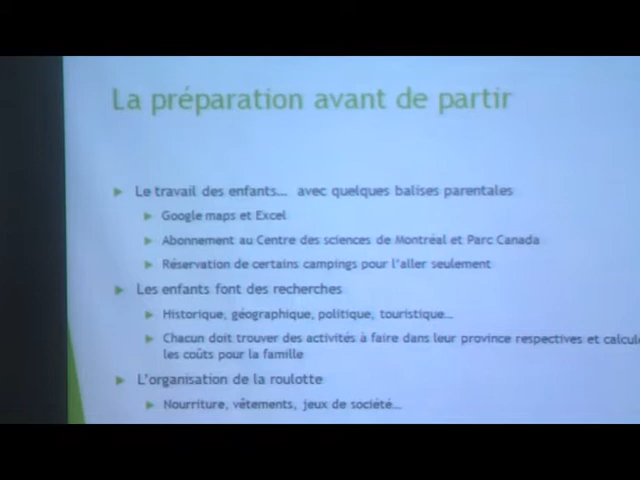 La préparation avant de partir
Le travail des enfants... avec quelques balises parentales
Google maps et Excel
Abonnement au Centre des sciences de Montréal et Parc Canada
Réservation de certains campings pour l'aller seulement
Les enfants font des recherches
Historique, géographique, politique, touristique...
Chacun doit trouver des activités à faire dans leur province respectives et
les coûts pour la famille
L'organisation de la roulotte
Nourriture, vêtements, jeux de société...